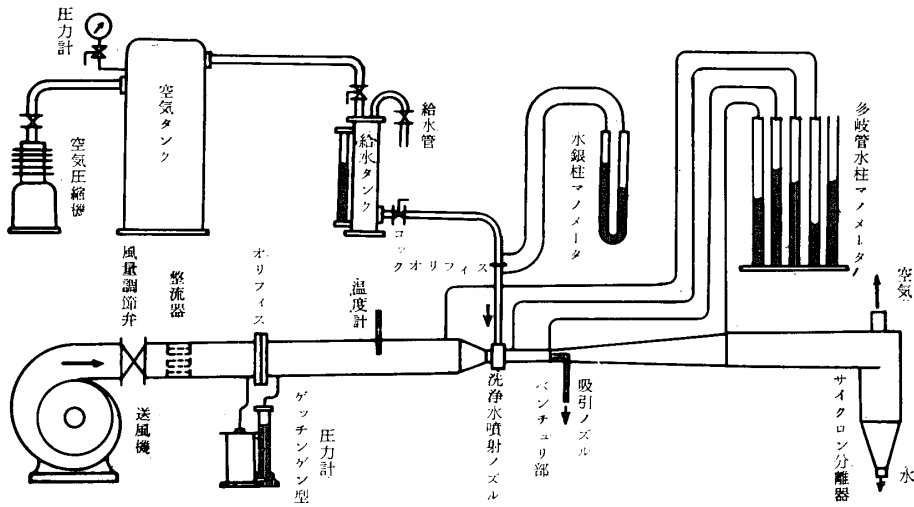 圧力計
空気タンク
空気圧縮機
給水タンク
給水管
コック
オリフィス
水銀柱マノメータ
多岐管水柱マノメータ
風量調節弁
整流器
オリフィス
温度計
送風機
ゲッチンゲン型
圧力計
洗浄水噴射ノズル
ベンチュリ部
吸引ノズル
サイクロン分離器
空気
水